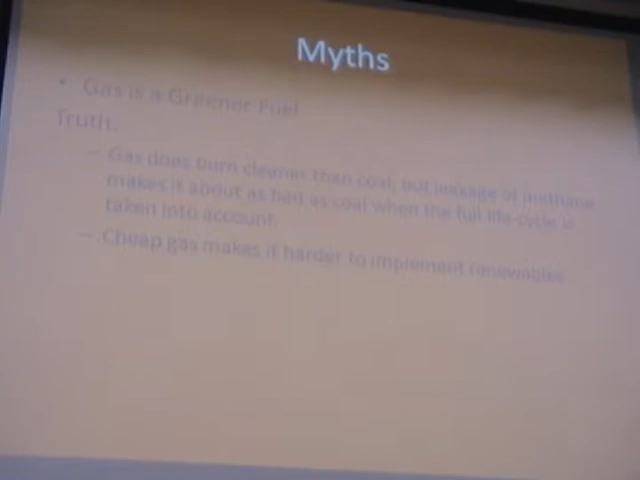 Myths
• Gas is a Greener Fuel
Truth:
– Gas does burn cleaner than coal, but leakage of methane
makes it about as bad as coal when the full life-cycle is
taken into account.
– Cheap gas makes it harder to implement renewables